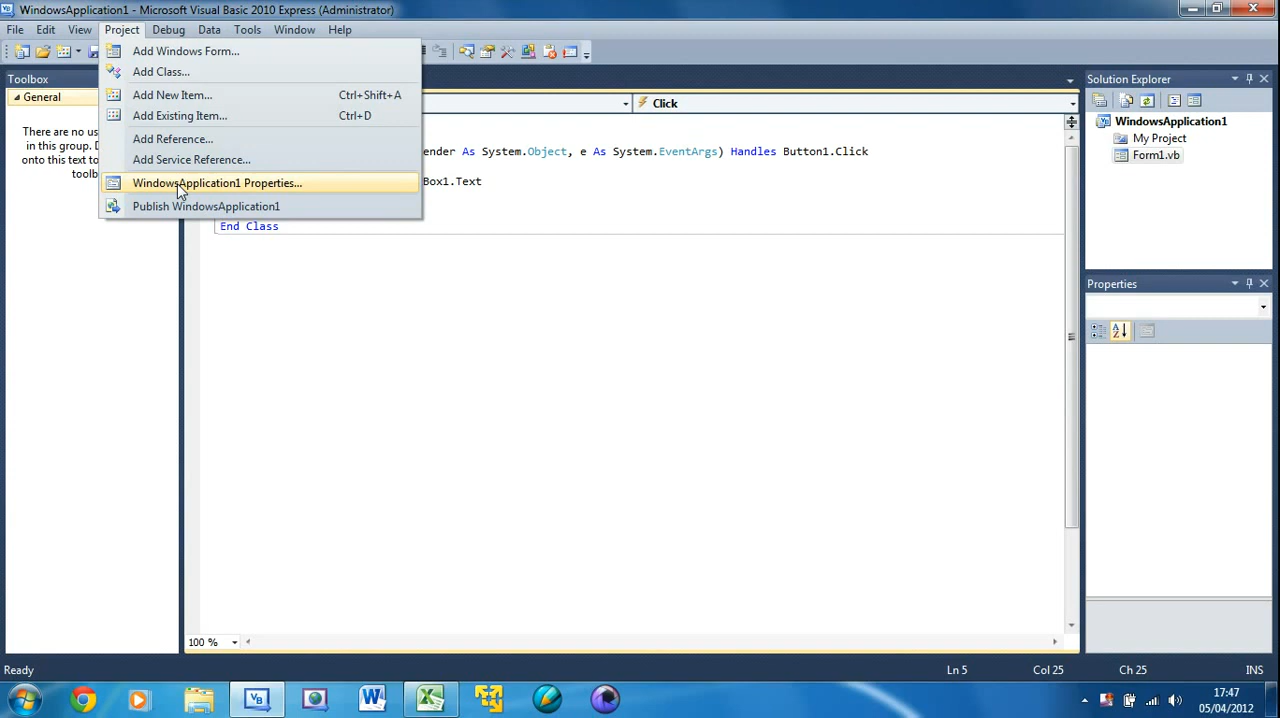 WindowsApplication1 - Microsoft Visual Basic 2010 Express (Administrator)
File Edit View Project Debug Data Tools Window Help
Add Windows Form...
Add Class...
Add New Item... Ctrl+Shift+A
Add Existing Item... Ctrl+D
Add Reference...
Add Service Reference...
WindowsApplication1 Properties...
Publish WindowsApplication1
Toolbox
General
There are no us
in this group. D
onto this text to
toolb
Click
ender As System.Object, e As System.EventArgs) Handles Button1.Click
Box1.Text
End Class
100 %
Solution Explorer
WindowsApplication1
My Project
Form1.vb
Properties
Ready
Ln 5 Col 25 Ch 25 INS
17:47
05/04/2012